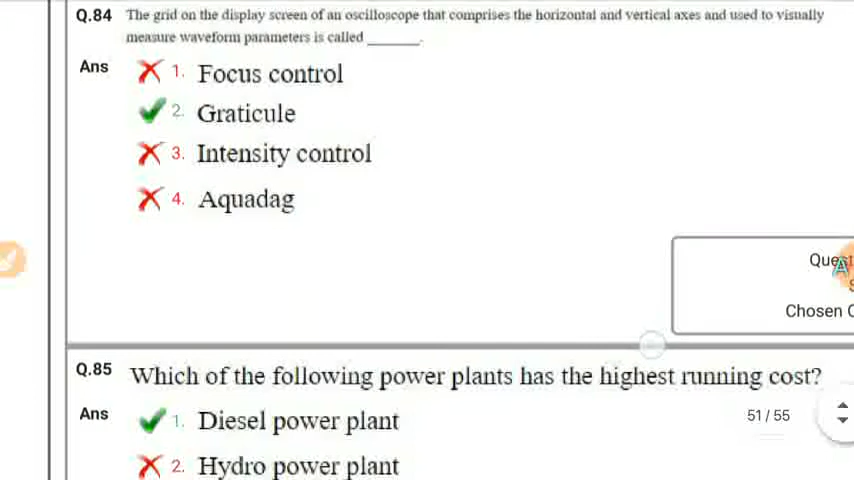 Q.84 The grid on the display screen of an oscilloscope that comprises the horizontal and vertical axes and used to visually
measure waveform parameters is called ______.
Ans 1. Focus control
2. Graticule
3. Intensity control
4. Aquadag
Chosen
Q.85 Which of the following power plants has the highest running cost?
Ans 1. Diesel power plant
51 / 55
2. Hydro power plant